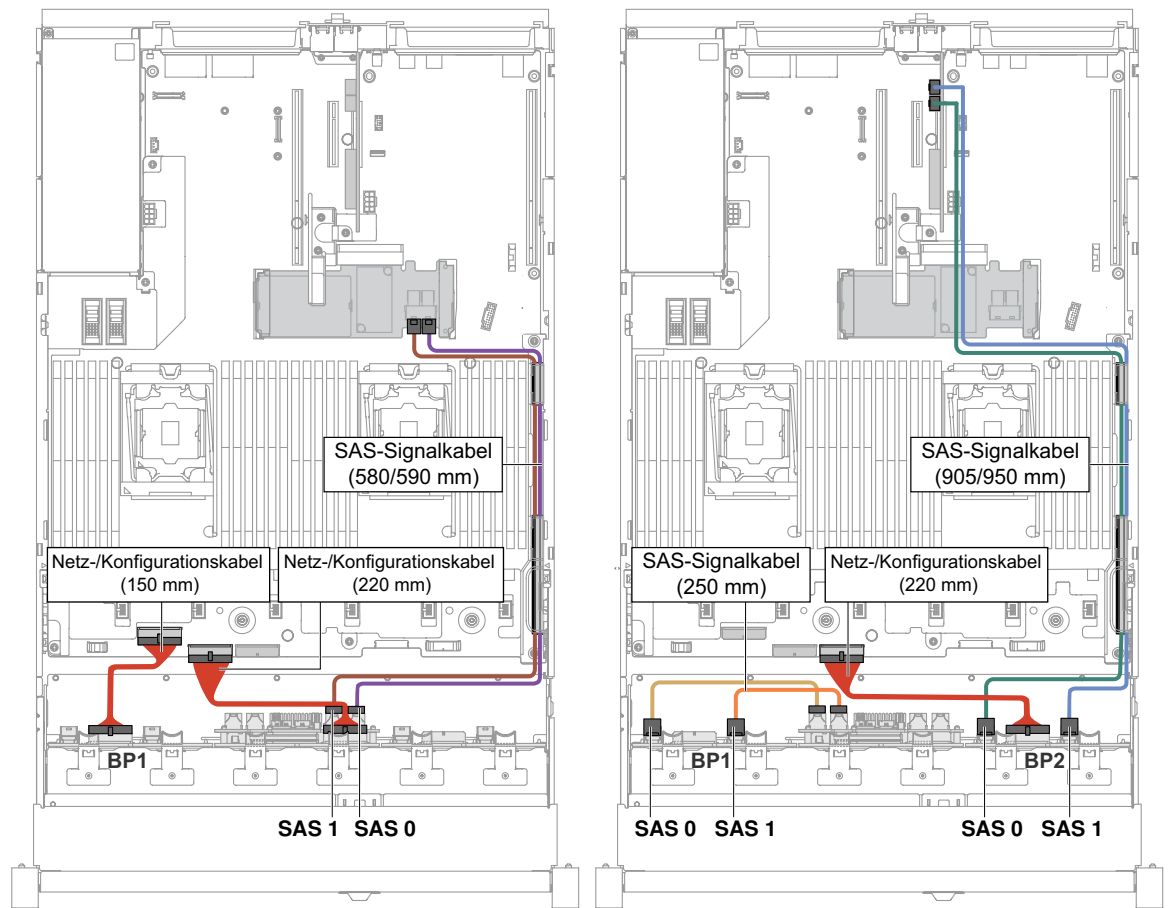 SAS-Signalkabel
(580/590 mm)
Netz-/Konfigurationskabel
(150 mm)
Netz-/Konfigurationskabel
(220 mm)
BP1
SAS 1
SAS 0
SAS-Signalkabel
(905/950 mm)
SAS-Signalkabel
(250 mm)
Netz-/Konfigurationskabel
(220 mm)
BP1
BP2
SAS 0
SAS 1
SAS 0
SAS 1